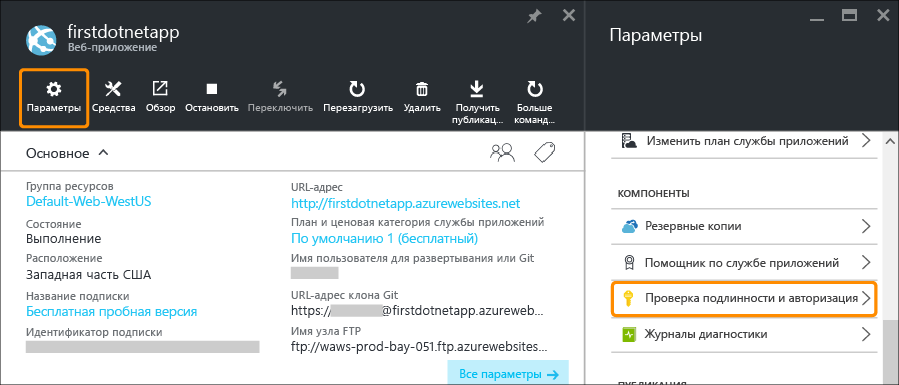 firstdotnetapp
Веб-приложение
Параметры
Средства
Обзор
Остановить
Переключить
Перезагрузить
Удалить
Получить
публикац...
Больше
команд...
Основное
Группа ресурсов
Default-Web-WestUS
Состояние
Выполнение
Расположение
Западная часть США
Название подписки
Бесплатная пробная версия
Идентификатор подписки
URL-адрес
http://firstdotnetapp.azurewebsites.net
План и ценовая категория службы приложений
По умолчанию 1 (бесплатный)
Имя пользователя для развертывания или Git
URL-адрес клона Git
https://@firstdotnetapp.azureweb...
Имя узла FTP
ftp://waws-prod-bay-051.ftp.azurewebsites...
Все параметры
Параметры
Изменить план службы приложений
КОМПОНЕНТЫ
Резервные копии
Помощник по службе приложений
Проверка подлинности и авторизация
Журналы диагностики
ПУБЛИКАЦИЯ